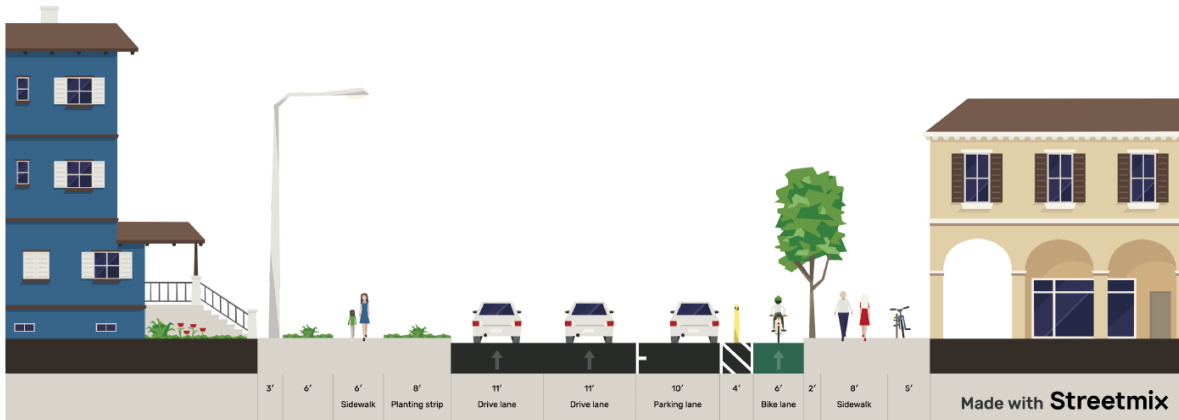 3′ 6′ 6′ 8′ 11′ 11′ 10′ 4′ 6′ 2′ 8′ 5′
Sidewalk Planting strip Drive lane Drive lane Parking lane Bike lane Sidewalk
Made with Streetmix